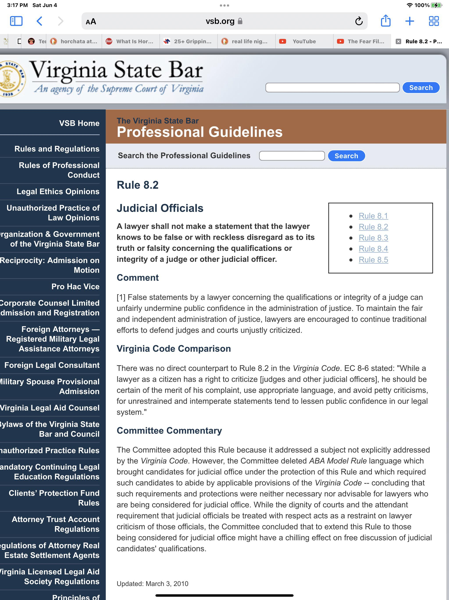 3:17 PM Sat Jun 4
100%
AA
vsb.org
horchata at...
What Is Hor...
25+ Grippin...
real life nig...
YouTube
The Fear Fil...
Rule 8.2 - P...
Virginia State Bar
An agency of the Supreme Court of Virginia
Search
VSB Home
Rules and Regulations
Rules of Professional
Conduct
Legal Ethics Opinions
Unauthorized Practice of
Law Opinions
rganization & Government
of the Virginia State Bar
Reciprocity: Admission on
Motion
Pro Hac Vice
Corporate Counsel Limited
dmission and Registration
Foreign Attorneys —
Registered Military Legal
Assistance Attorneys
Foreign Legal Consultant
Military Spouse Provisional
Admission
Virginia Legal Aid Counsel
Bylaws of the Virginia State
Bar and Council
nauthorized Practice Rules
andatory Continuing Legal
Education Regulations
Clients' Protection Fund
Rules
Attorney Trust Account
Regulations
egulations of Attorney Real
Estate Settlement Agents
Virginia Licensed Legal Aid
Society Regulations
Principles of
The Virginia State Bar
Professional Guidelines
Search the Professional Guidelines
Search
Rule 8.2
Judicial Officials
A lawyer shall not make a statement that the lawyer
knows to be false or with reckless disregard as to its
truth or falsity concerning the qualifications or
integrity of a judge or other judicial officer.
Rule 8.1
Rule 8.2
Rule 8.3
Rule 8.4
Rule 8.5
Comment
[1] False statements by a lawyer concerning the qualifications or integrity of a judge can
unfairly undermine public confidence in the administration of justice. To maintain the fair
and independent administration of justice, lawyers are encouraged to continue traditional
efforts to defend judges and courts unjustly criticized.
Virginia Code Comparison
There was no direct counterpart to Rule 8.2 in the Virginia Code. EC 8-6 stated: "While a
lawyer as a citizen has a right to criticize [judges and other judicial officers], he should be
certain of the merit of his complaint, use appropriate language, and avoid petty criticisms,
for unrestrained and intemperate statements tend to lessen public confidence in our legal
system."
Committee Commentary
The Committee adopted this Rule because it addressed a subject not explicitly addressed
by the Virginia Code. However, the Committee deleted ABA Model Rule language which
brought candidates for judicial office under the protection of this Rule and which required
such candidates to abide by applicable provisions of the Virginia Code -- concluding that
such requirements and protections were neither necessary nor advisable for lawyers who
are being considered for judicial office. While the dignity of courts and the attendant
requirement that judicial officials be treated with respect acts as a restraint on lawyer
criticism of those officials, the Committee concluded that to extend this Rule to those
being considered for judicial office might have a chilling effect on free discussion of judicial
candidates' qualifications.
Updated: March 3, 2010